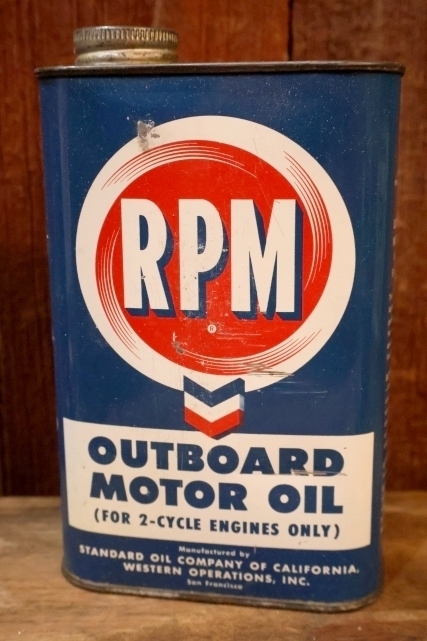 RPM
®
OUTBOARD
MOTOR OIL
(FOR 2-CYCLE ENGINES ONLY)
Manufactured by
STANDARD OIL COMPANY OF CALIFORNIA,
WESTERN OPERATIONS, INC.
San Francisco